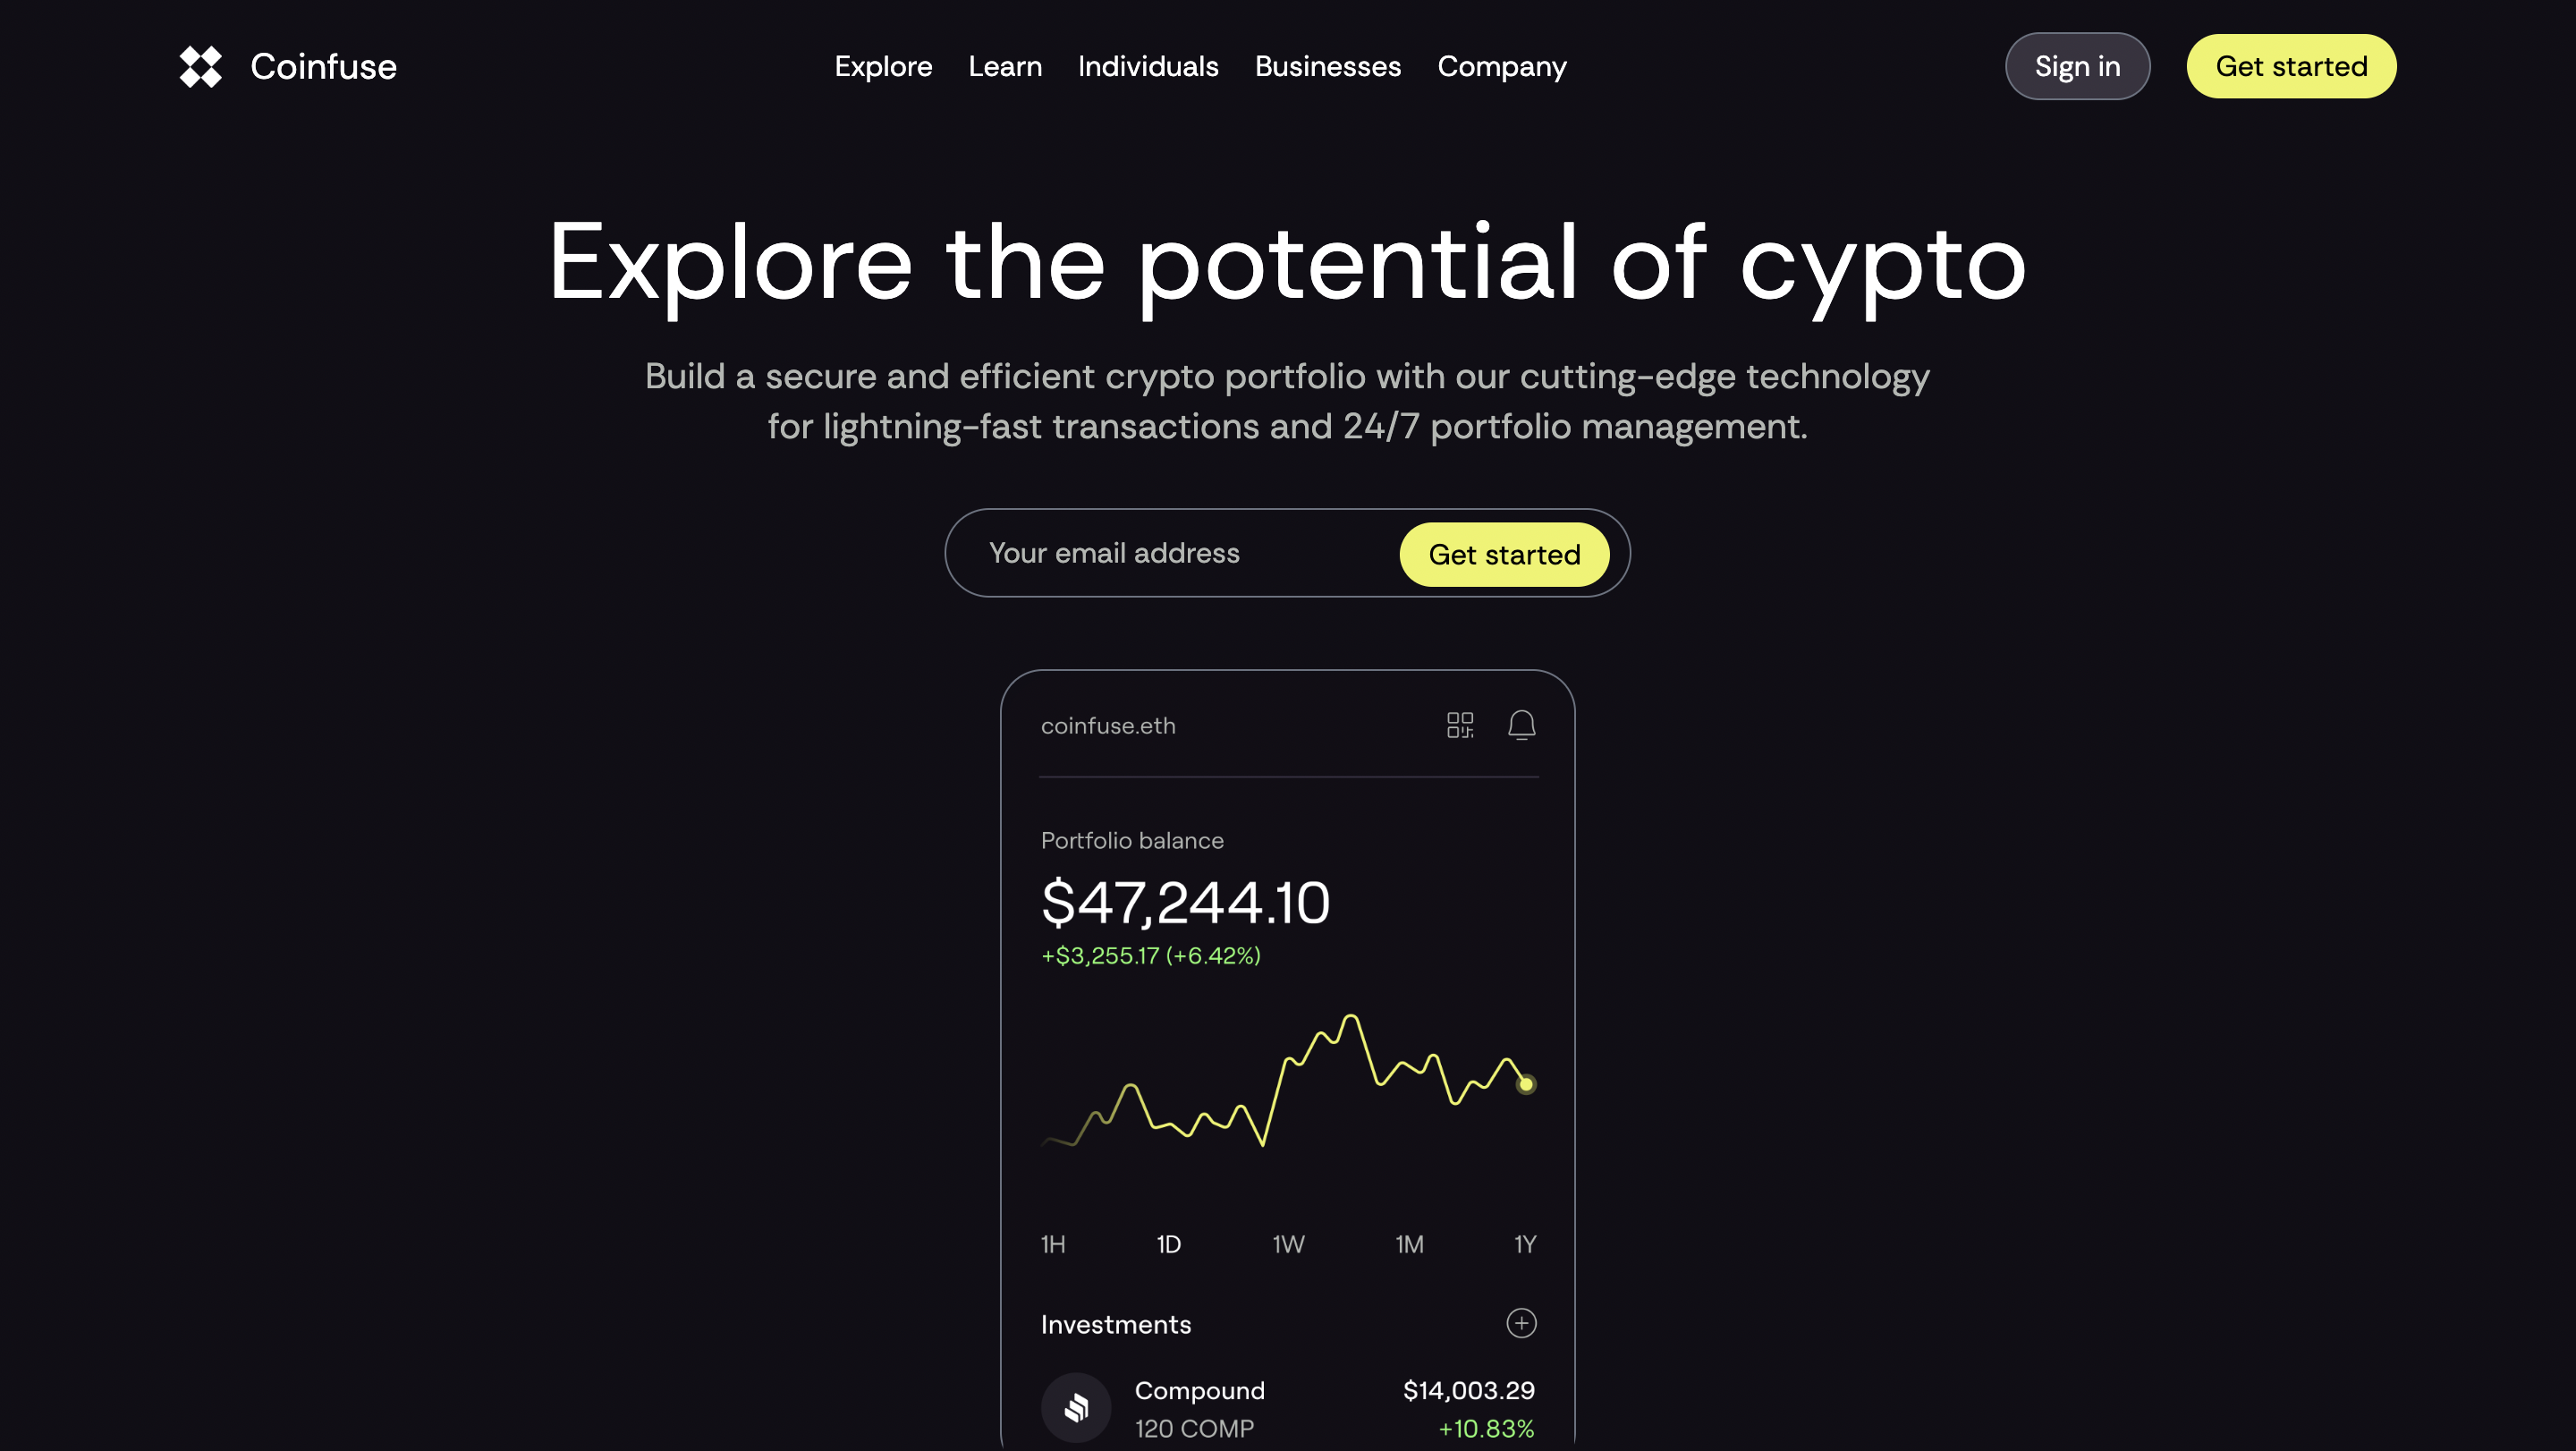 Coinfuse
Explore Learn Individuals Businesses Company
Sign in
Get started
Explore the potential of cypto
Build a secure and efficient crypto portfolio with our cutting-edge technology
for lightning-fast transactions and 24/7 portfolio management.
Your email address
Get started
coinfuse.eth
Portfolio balance
$47,244.10
+$3,255.17 (+6.42%)
1H 1D 1W 1M 1Y
Investments
Compound $14,003.29
120 COMP +10.83%